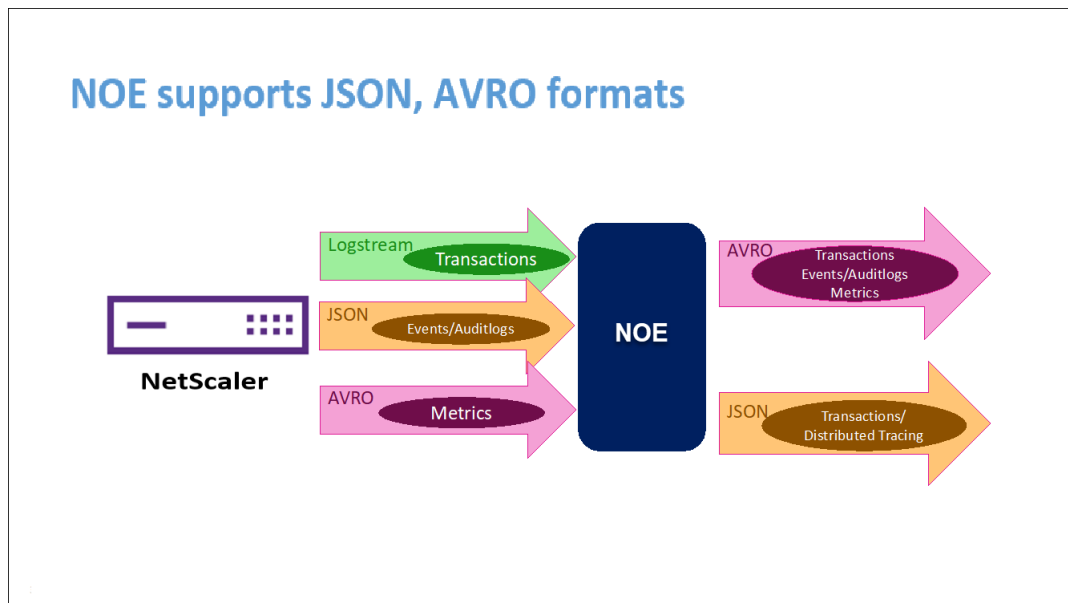 NOE supports JSON, AVRO formats
Logstream
Transactions
JSON
Events/Auditlogs
AVRO
Metrics
NetScaler
NOE
AVRO
Transactions
Events/Auditlogs
Metrics
JSON
Transactions/
Distributed Tracing